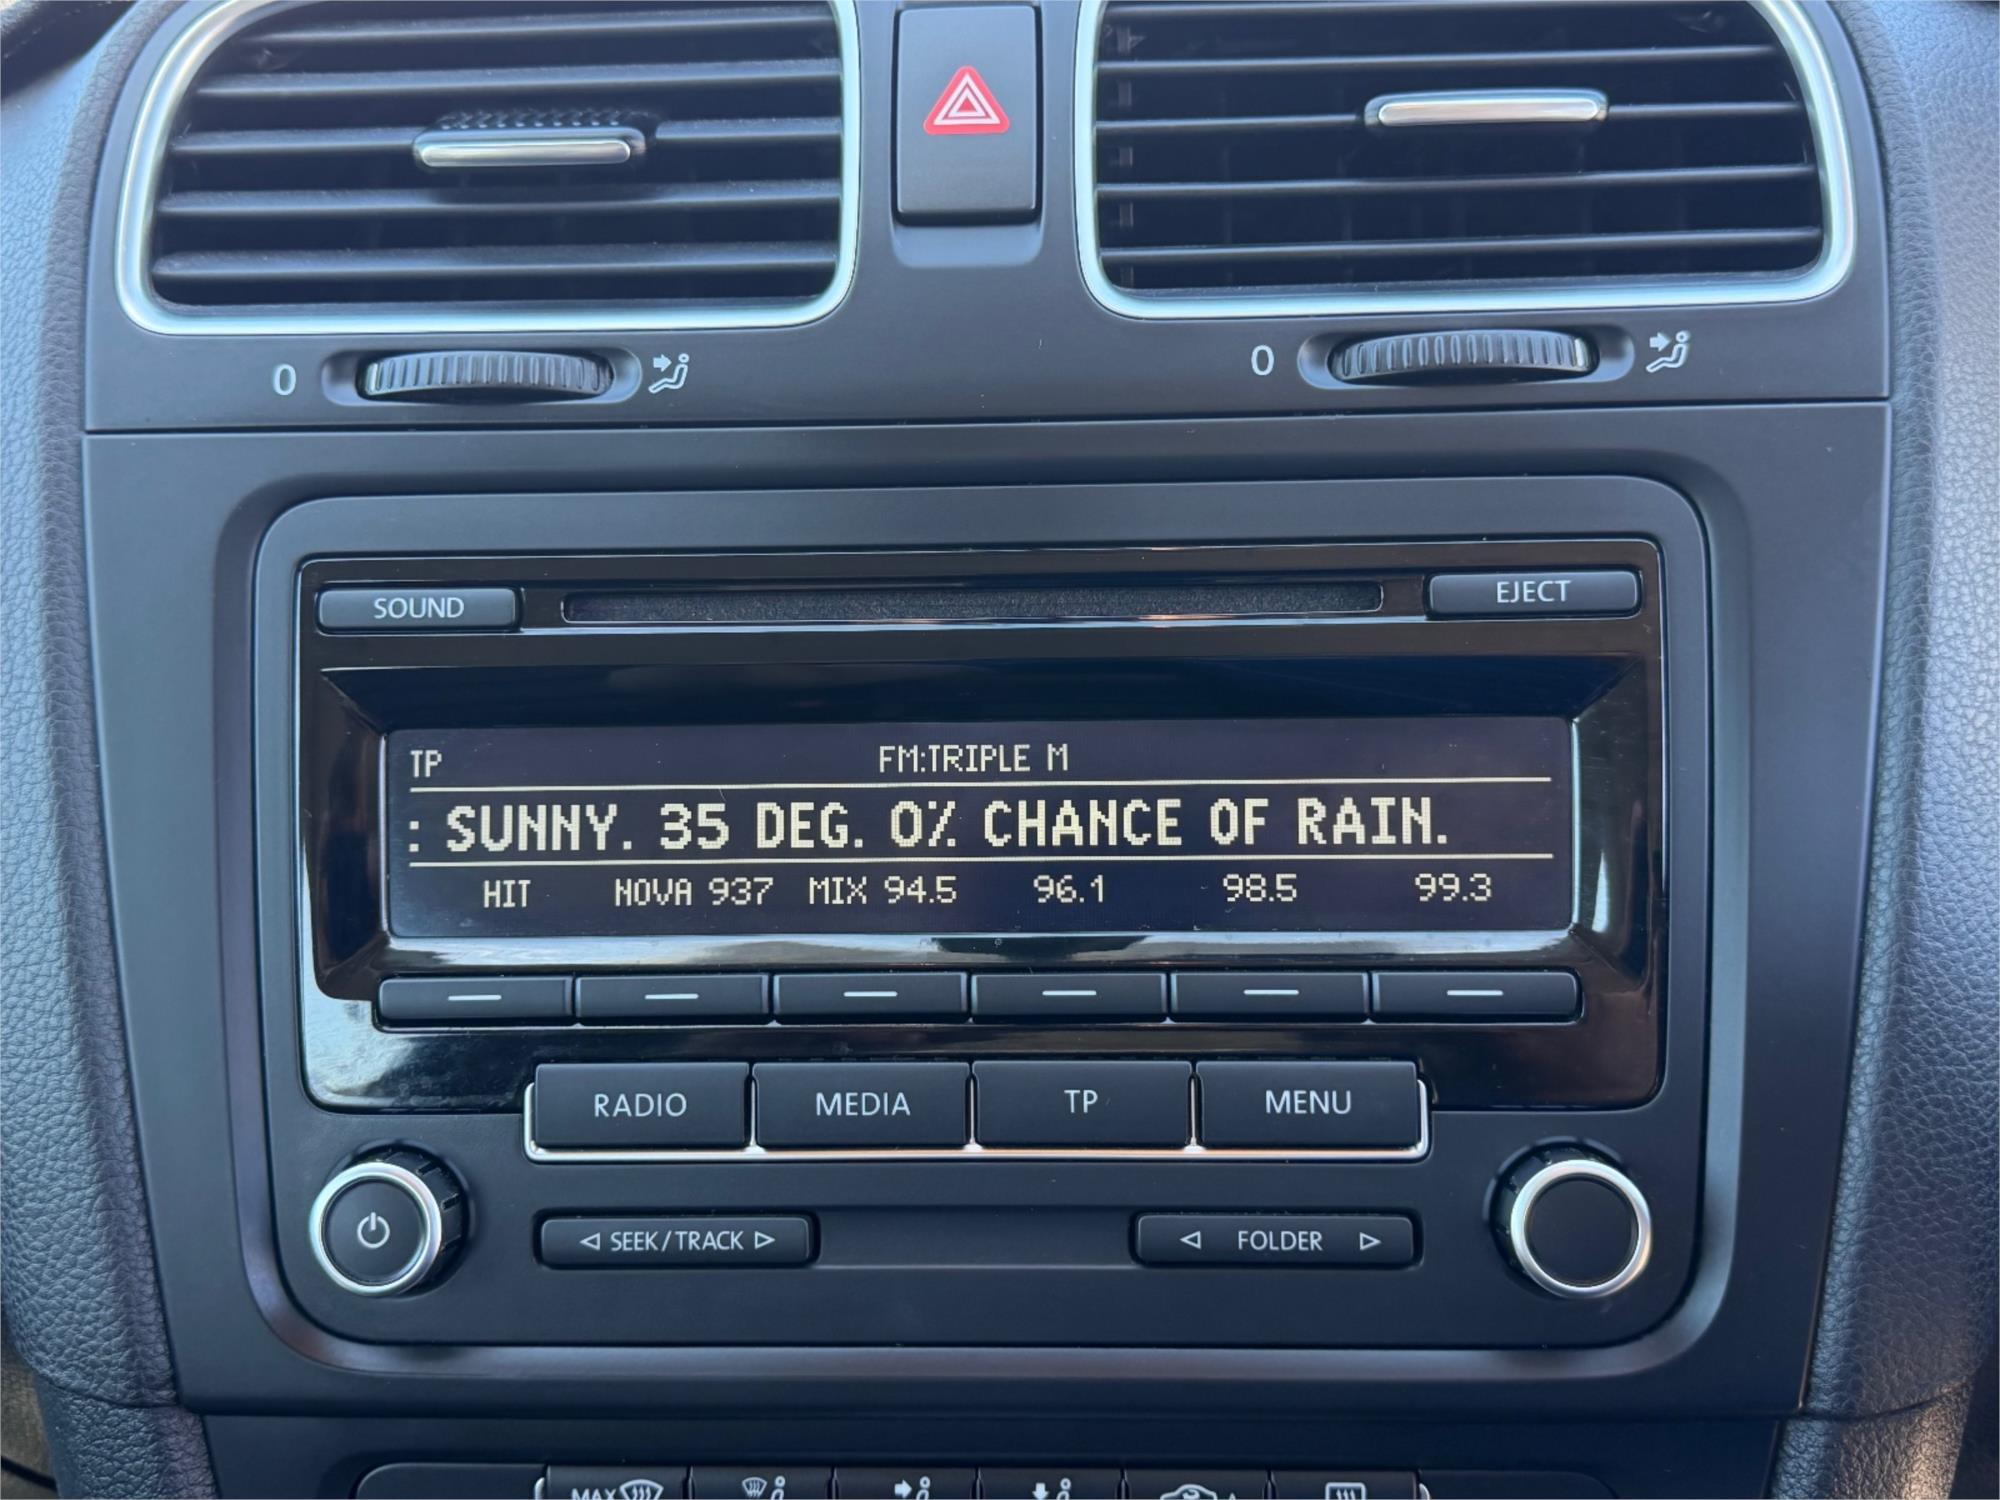 0
0
SOUND
EJECT
TP
FM:TRIPLE M
: SUNNY. 35 DEG. 0% CHANCE OF RAIN.
HIT NOVA 937 MIX 94.5 96.1 98.5 99.3
RADIO MEDIA TP MENU
SEEK/TRACK
FOLDER
MAX